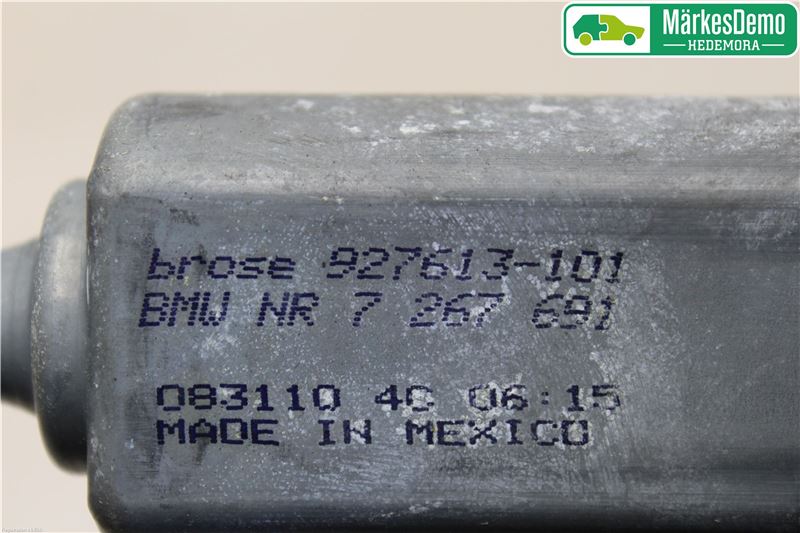 MärkesDemo
HEDEMORA
brose 927613-101
BMW NR 7 267 691
083110 4C 06:15
MADE IN MEXICO